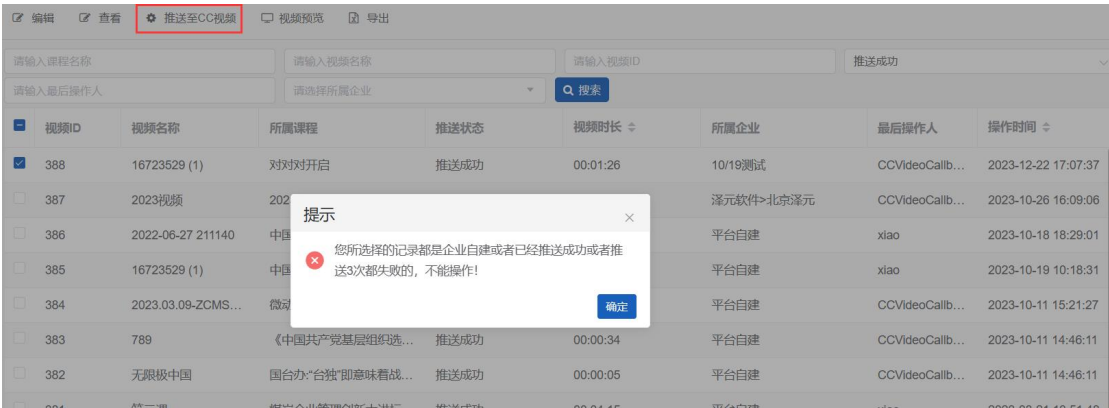 编辑 查看 推送至CC视频 视频预览 导出
请输入课程名称 请输入视频名称 请输入视频ID 推送成功
请输入最后操作人 请选择所属企业 搜索
视频ID 视频名称 所属课程 推送状态 视频时长 所属企业 最后操作人 操作时间
388 16723529 (1) 对对对开启 推送成功 00:01:26 10/19测试 CCVideoCallb... 2023-12-22 17:07:37
387 2023视频 202 泽元软件>北京泽元 CCVideoCallb... 2023-10-26 16:09:06
提示
386 2022-06-27 211140 中国 平台自建 xiao 2023-10-18 18:29:01
您所选择的记录都是企业自建或者已经推送成功或者推
送3次都失败的，不能操作!
385 16723529 (1) 中国 平台自建 xiao 2023-10-19 10:18:31
384 2023.03.09-ZCMS... 微动 平台自建 CCVideoCallb... 2023-10-11 15:21:27
确定
383 789 《中国共产党基层组织选... 推送成功 00:00:34 平台自建 CCVideoCallb... 2023-10-11 14:46:11
382 无限极中国 国台办:“台独”即意味着战... 推送成功 00:00:05 平台自建 CCVideoCallb... 2023-10-11 14:46:11